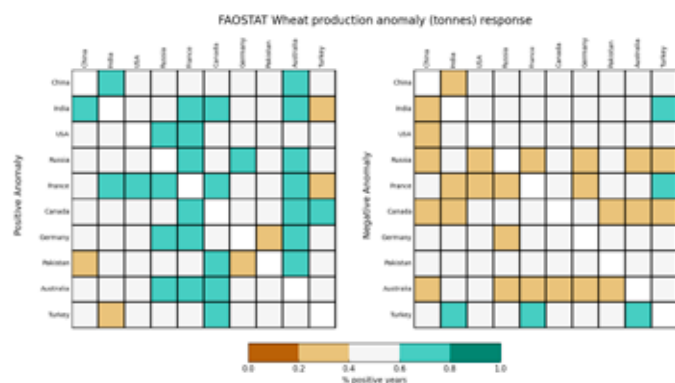 FAOSTAT Wheat production anomaly (tonnes) response
China India USA Russia France Canada Germany Pakistan Australia Turkey
China India USA Russia France Canada Germany Pakistan Australia Turkey
Positive Anomaly
China
India
USA
Russia
France
Canada
Germany
Pakistan
Australia
Turkey
Negative Anomaly
China
India
USA
Russia
France
Canada
Germany
Pakistan
Australia
Turkey
0.0 0.2 0.4 0.6 0.8 1.0
% positive years